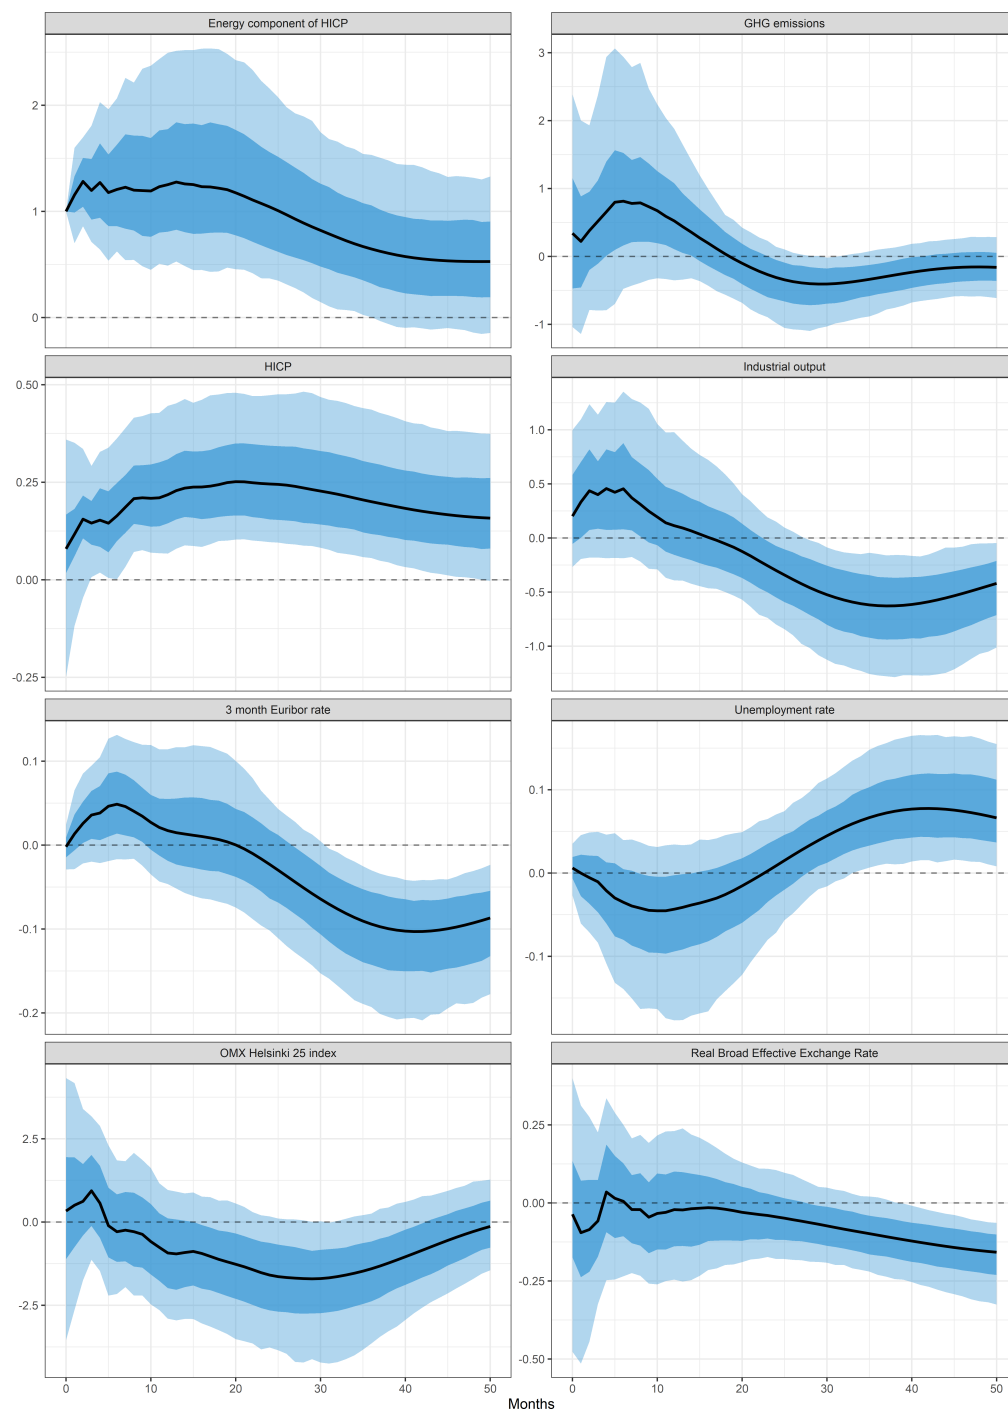 Energy component of HICP
GHG emissions
2
1
0
3
2
1
0
-1
HICP
Industrial output
0.50
0.25
0.00
-0.25
1.0
0.5
0.0
-0.5
-1.0
3 month Euribor rate
Unemployment rate
0.1
0.0
-0.1
-0.2
0.1
0.0
-0.1
OMX Helsinki 25 index
Real Broad Effective Exchange Rate
2.5
0.0
-2.5
0.25
0.00
-0.25
-0.50
0 10 20 30 40 50
0 10 20 30 40 50
Months